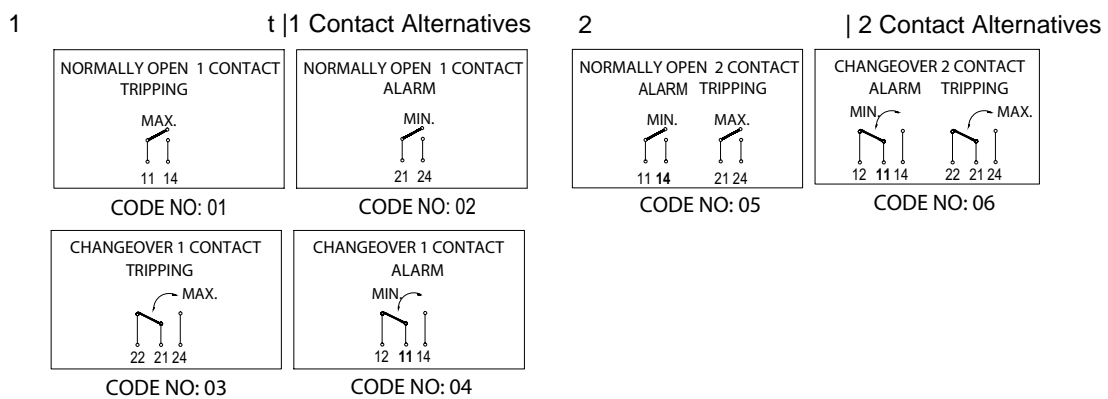 1 t |1 Contact Alternatives
NORMALLY OPEN 1 CONTACT
TRIPPING
MAX.
11 14
CODE NO: 01
NORMALLY OPEN 1 CONTACT
ALARM
MIN.
21 24
CODE NO: 02
CHANGEOVER 1 CONTACT
TRIPPING
MAX.
22 21 24
CODE NO: 03
CHANGEOVER 1 CONTACT
ALARM
MIN.
12 11 14
CODE NO: 04
2 | 2 Contact Alternatives
NORMALLY OPEN 2 CONTACT
ALARM TRIPPING
MIN. MAX.
11 14 21 24
CODE NO: 05
CHANGEOVER 2 CONTACT
ALARM TRIPPING
MIN. MAX.
12 11 14 22 21 24
CODE NO: 06